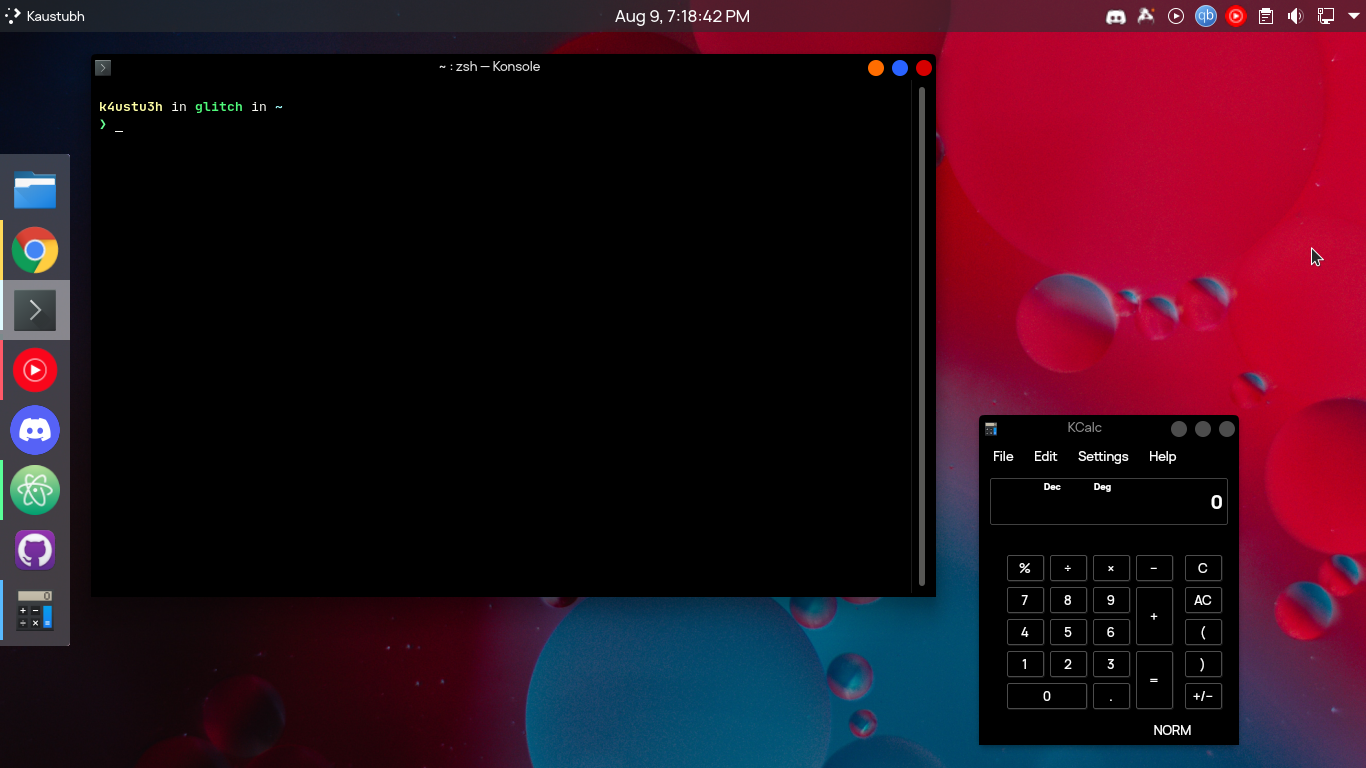 Kaustubh
Aug 9, 7:18:42 PM
qb
~ : zsh — Konsole
k4ustu3h in glitch in ~
❯ _
KCalc
File Edit Settings Help
Dec Deg
0
% ÷ × − C
7 8 9 + AC
4 5 6 (
1 2 3 = )
0 . +/−
NORM
0
+ −
÷ × =